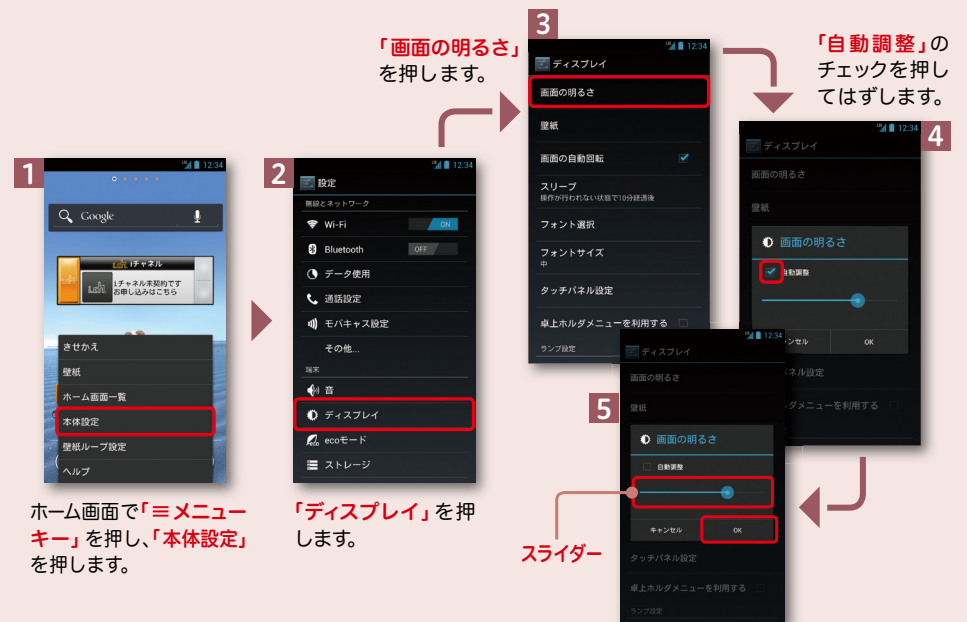 1
12:34
Google
iチャネル
iチャネル未契約です
お申し込みはこちら
きせかえ
壁紙
ホーム画面一覧
本体設定
壁紙ループ設定
ヘルプ
ホーム画面で「≡メニュー
キー」を押し、「本体設定」
を押します。
2
12:34
設定
無線とネットワーク
Wi-Fi ON
Bluetooth OFF
データ使用
通話設定
モバキャス設定
その他...
端末
音
ディスプレイ
ecoモード
ストレージ
「ディスプレイ」を押
します。
「画面の明るさ」
を押します。
3
12:34
ディスプレイ
画面の明るさ
壁紙
画面の自動回転
スリープ
操作が行われない状態で10分経過後
フォント選択
フォントサイズ
中
タッチパネル設定
卓上ホルダメニューを利用する
ランプ設定
「自動調整」の
チェックを押し
てはずします。
4
12:34
ディスプレイ
画面の明るさ
壁紙
画面の明るさ
自動調整
ンセル OK
ネル設定
ダメニューを利用する
5
12:34
ディスプレイ
画面の明るさ
壁紙
画面の明るさ
自動調整
キャンセル OK
タッチパネル設定
卓上ホルダメニューを利用する
ランプ設定
スライダー